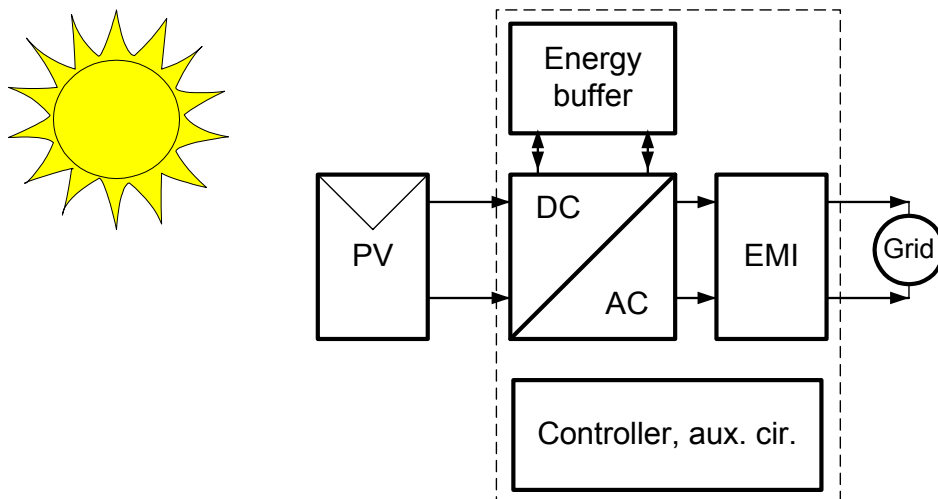 Energy
buffer
DC
AC
PV
EMI
Grid
Controller, aux. cir.